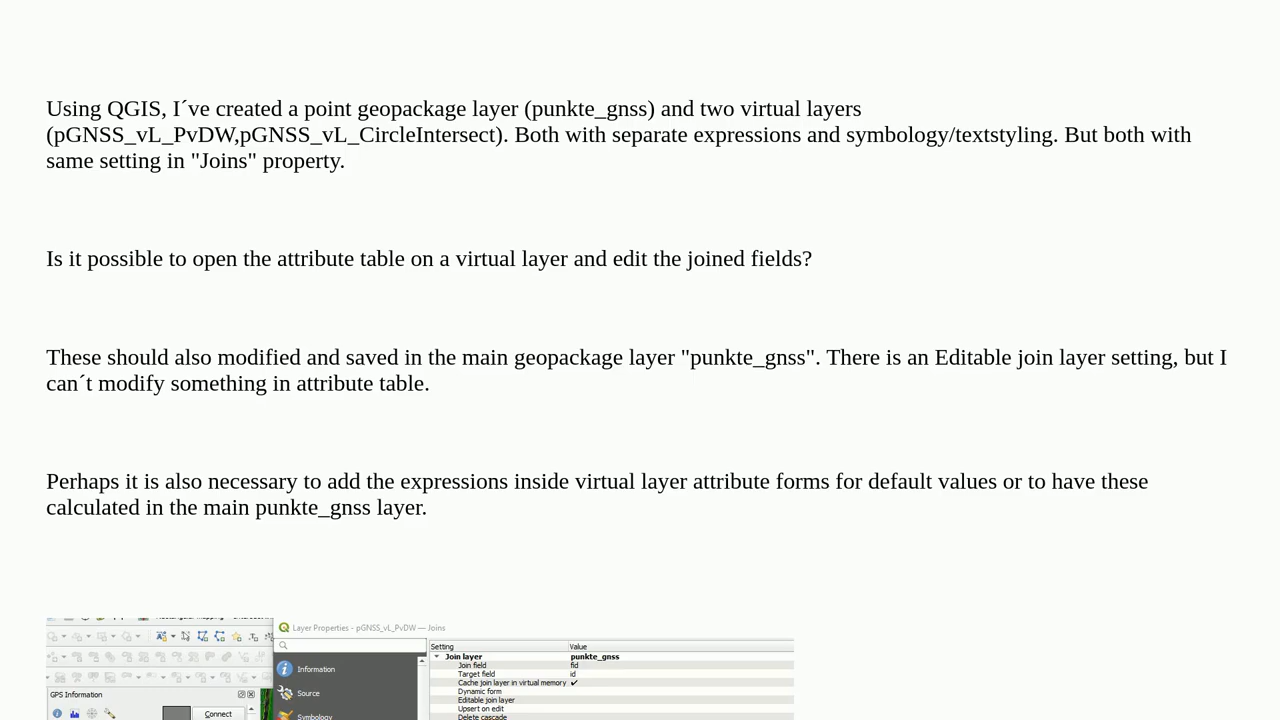 Using QGIS, I´ve created a point geopackage layer (punkte_gnss) and two virtual layers
(pGNSS_vL_PvDW,pGNSS_vL_CircleIntersect). Both with separate expressions and symbology/textstyling. But both with
same setting in "Joins" property.
Is it possible to open the attribute table on a virtual layer and edit the joined fields?
These should also modified and saved in the main geopackage layer "punkte_gnss". There is an Editable join layer setting, but I
can´t modify something in attribute table.
Perhaps it is also necessary to add the expressions inside virtual layer attribute forms for default values or to have these
calculated in the main punkte_gnss layer.
Layer Properties - pGNSS_vL_PvDW — Joins
Setting Value
Join layer punkte_gnss
Join field fid
Information
Target field id
Cache join layer in virtual memory ✔
Dynamic form
GPS Information
Source
Editable join layer
Upsert on edit
Connect
Symbology
Delete cascade